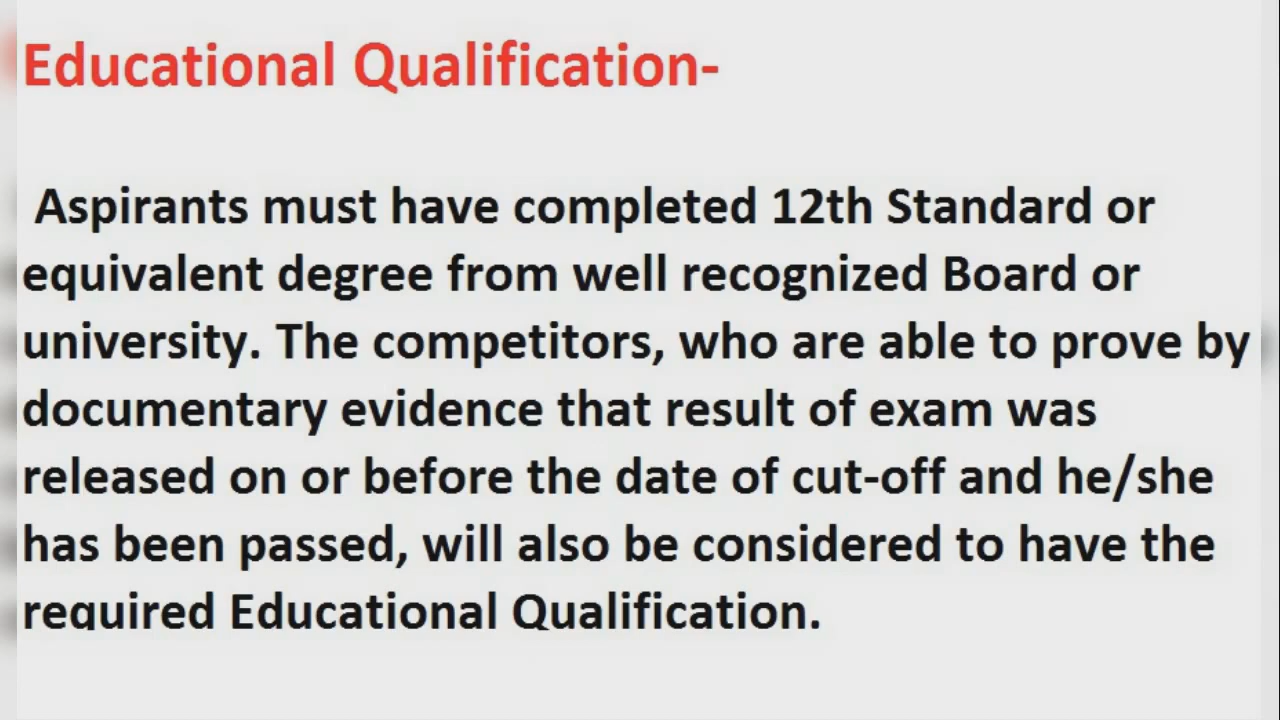 Educational Qualification-
Aspirants must have completed 12th Standard or
equivalent degree from well recognized Board or
university. The competitors, who are able to prove by
documentary evidence that result of exam was
released on or before the date of cut-off and he/she
has been passed, will also be considered to have the
required Educational Qualification.